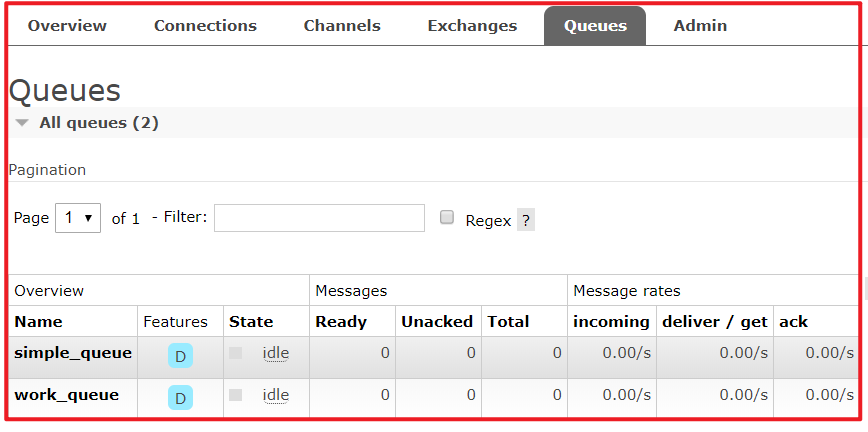 Overview Connections Channels Exchanges Queues Admin
Queues
All queues (2)
Pagination
Page 1 of 1 - Filter: Regex ?
Overview Messages Message rates
Name Features State Ready Unacked Total incoming deliver / get ack
simple_queue D idle 0 0 0 0.00/s 0.00/s 0.00/s
work_queue D idle 0 0 0 0.00/s 0.00/s 0.00/s